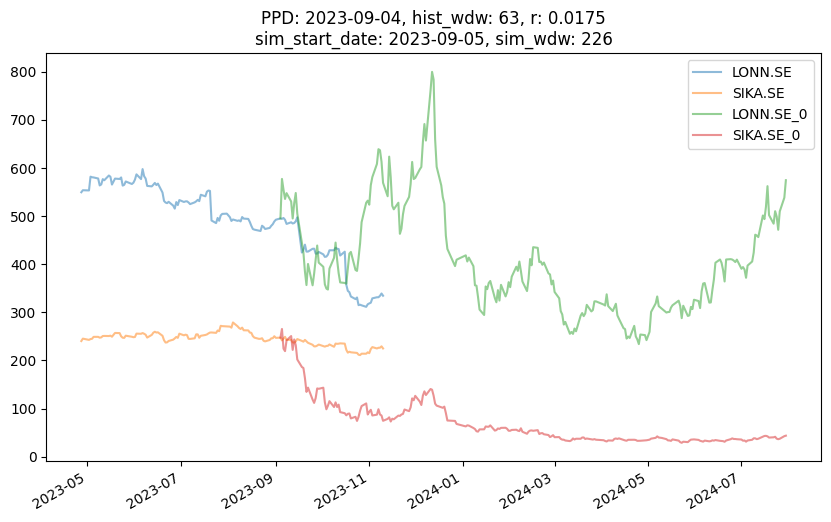 PPD: 2023-09-04, hist_wdw: 63, r: 0.0175
sim_start_date: 2023-09-05, sim_wdw: 226
LONN.SE
SIKA.SE
LONN.SE_0
SIKA.SE_0
800
700
600
500
400
300
200
100
0
2023-05
2023-07
2023-09
2023-11
2024-01
2024-03
2024-05
2024-07